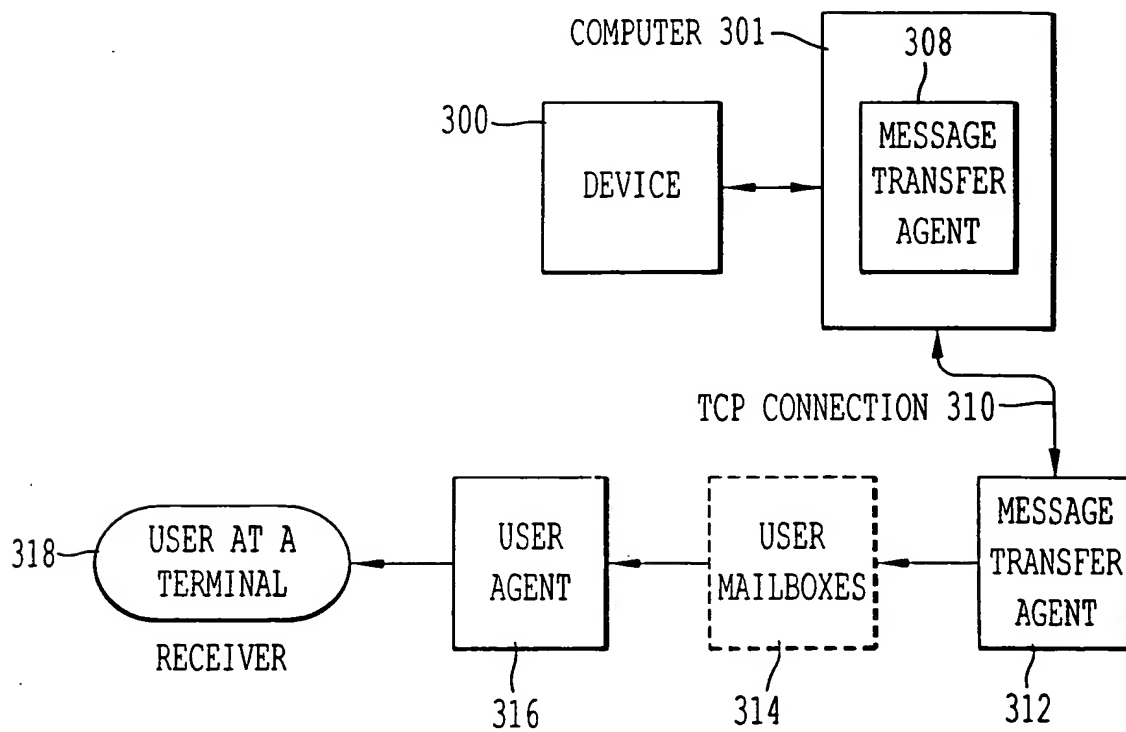 COMPUTER 301
308
300
MESSAGE
TRANSFER
AGENT
DEVICE
TCP CONNECTION 310
318
USER AT A
TERMINAL
RECEIVER
USER
AGENT
316
USER
MAILBOXES
314
MESSAGE
TRANSFER
AGENT
312